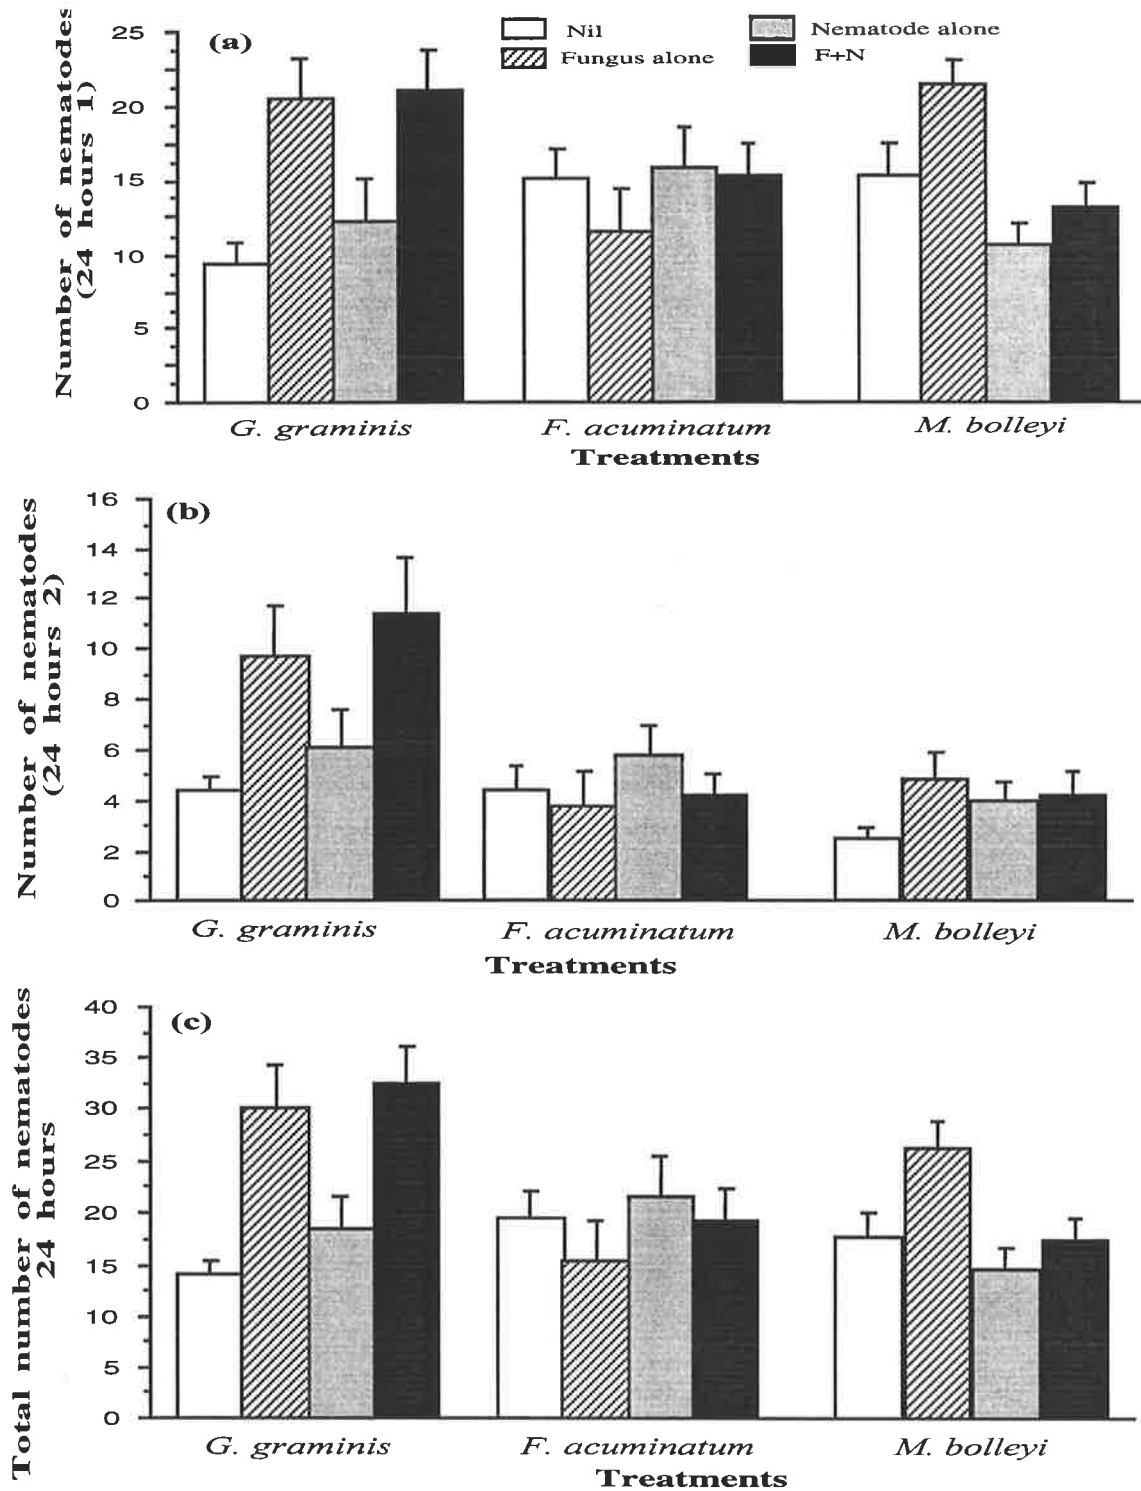 Number of nematodes
(24 hours 1)
25
20
15
10
5
0
(a)
Nil
Fungus alone
Nematode alone
F+N
G. graminis F. acuminatum M. bolleyi
Treatments
Number of nematodes
(24 hours 2)
16
14
12
10
8
6
4
2
0
(b)
G. graminis F. acuminatum M. bolleyi
Treatments
Total number of nematodes
24 hours
40
35
30
25
20
15
10
5
0
(c)
G. graminis F. acuminatum M. bolleyi
Treatments